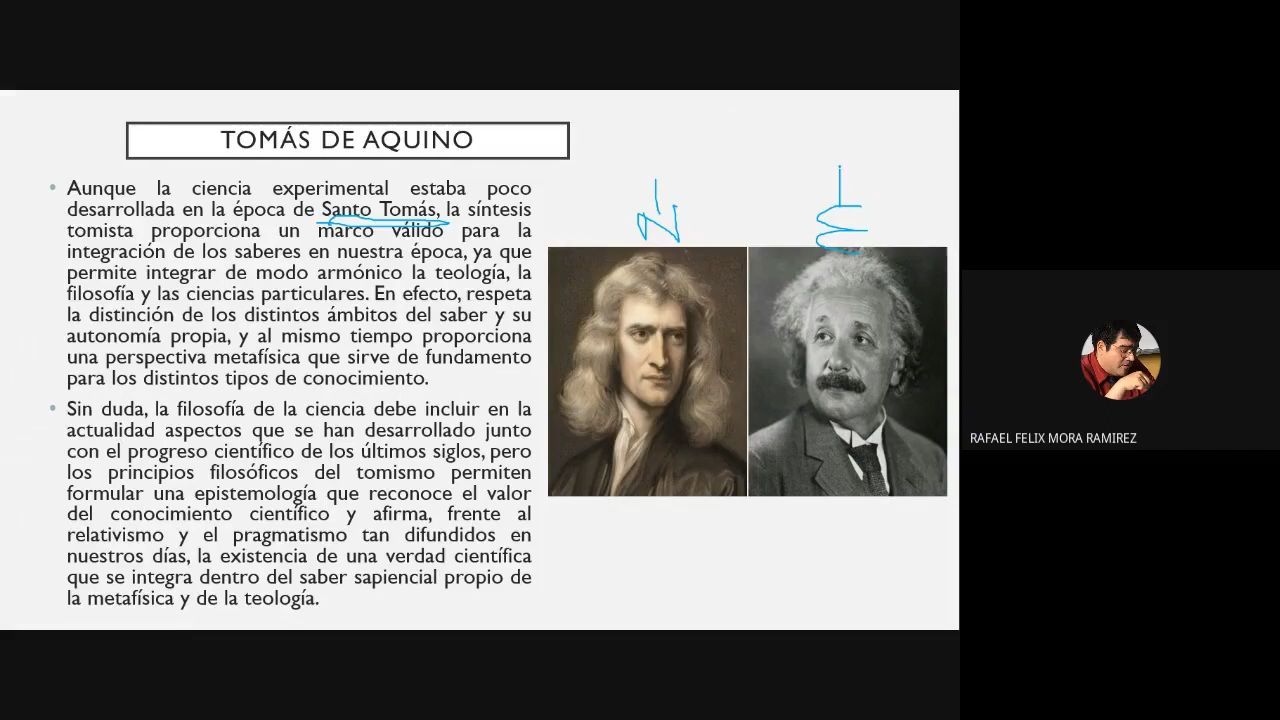 TOMÁS DE AQUINO
• Aunque la ciencia experimental estaba poco
desarrollada en la época de Santo Tomás, la síntesis
tomista proporciona un marco válido para la
integración de los saberes en nuestra época, ya que
permite integrar de modo armónico la teología, la
filosofía y las ciencias particulares. En efecto, respeta
la distinción de los distintos ámbitos del saber y su
autonomía propia, y al mismo tiempo proporciona
una perspectiva metafísica que sirve de fundamento
para los distintos tipos de conocimiento.
• Sin duda, la filosofía de la ciencia debe incluir en la
actualidad aspectos que se han desarrollado junto
con el progreso científico de los últimos siglos, pero
los principios filosóficos del tomismo permiten
formular una epistemología que reconoce el valor
del conocimiento científico y afirma, frente al
relativismo y el pragmatismo tan difundidos en
nuestros días, la existencia de una verdad científica
que se integra dentro del saber sapiencial propio de
la metafísica y de la teología.
N
E
RAFAEL FELIX MORA RAMIREZ